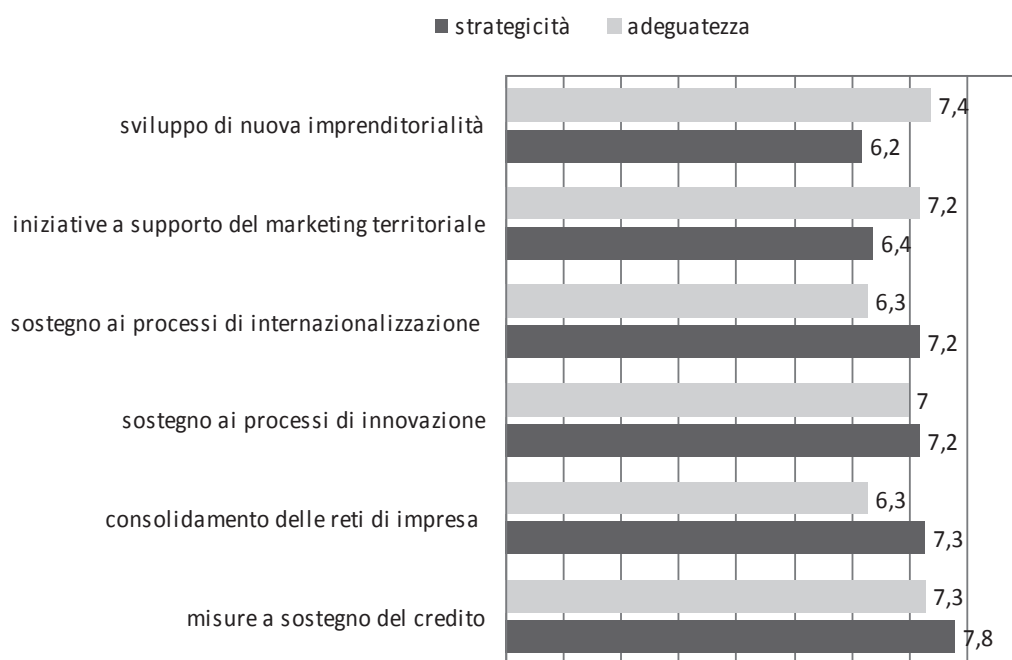 strategicità adeguatezza
sviluppo di nuova imprenditorialità
7,4
6,2
iniziative a supporto del marketing territoriale
7,2
6,4
sostegno ai processi di internazionalizzazione
6,3
7,2
sostegno ai processi di innovazione
7
7,2
consolidamento delle reti di impresa
6,3
7,3
misure a sostegno del credito
7,3
7,8